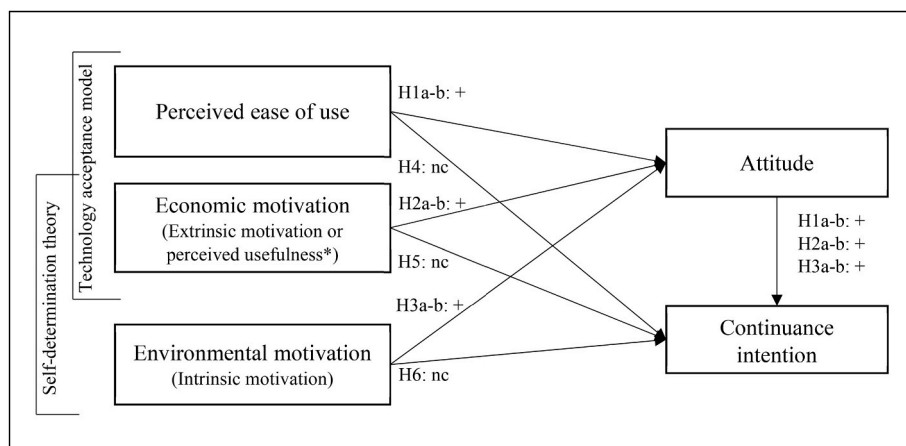 Self-determination theory
Technology acceptance model
Perceived ease of use
H1a-b: +
H4: nc
Economic motivation
(Extrinsic motivation or
perceived usefulness*)
H2a-b: +
H5: nc
H3a-b: +
Environmental motivation
(Intrinsic motivation)
H6: nc
Attitude
H1a-b: +
H2a-b: +
H3a-b: +
Continuance
intention